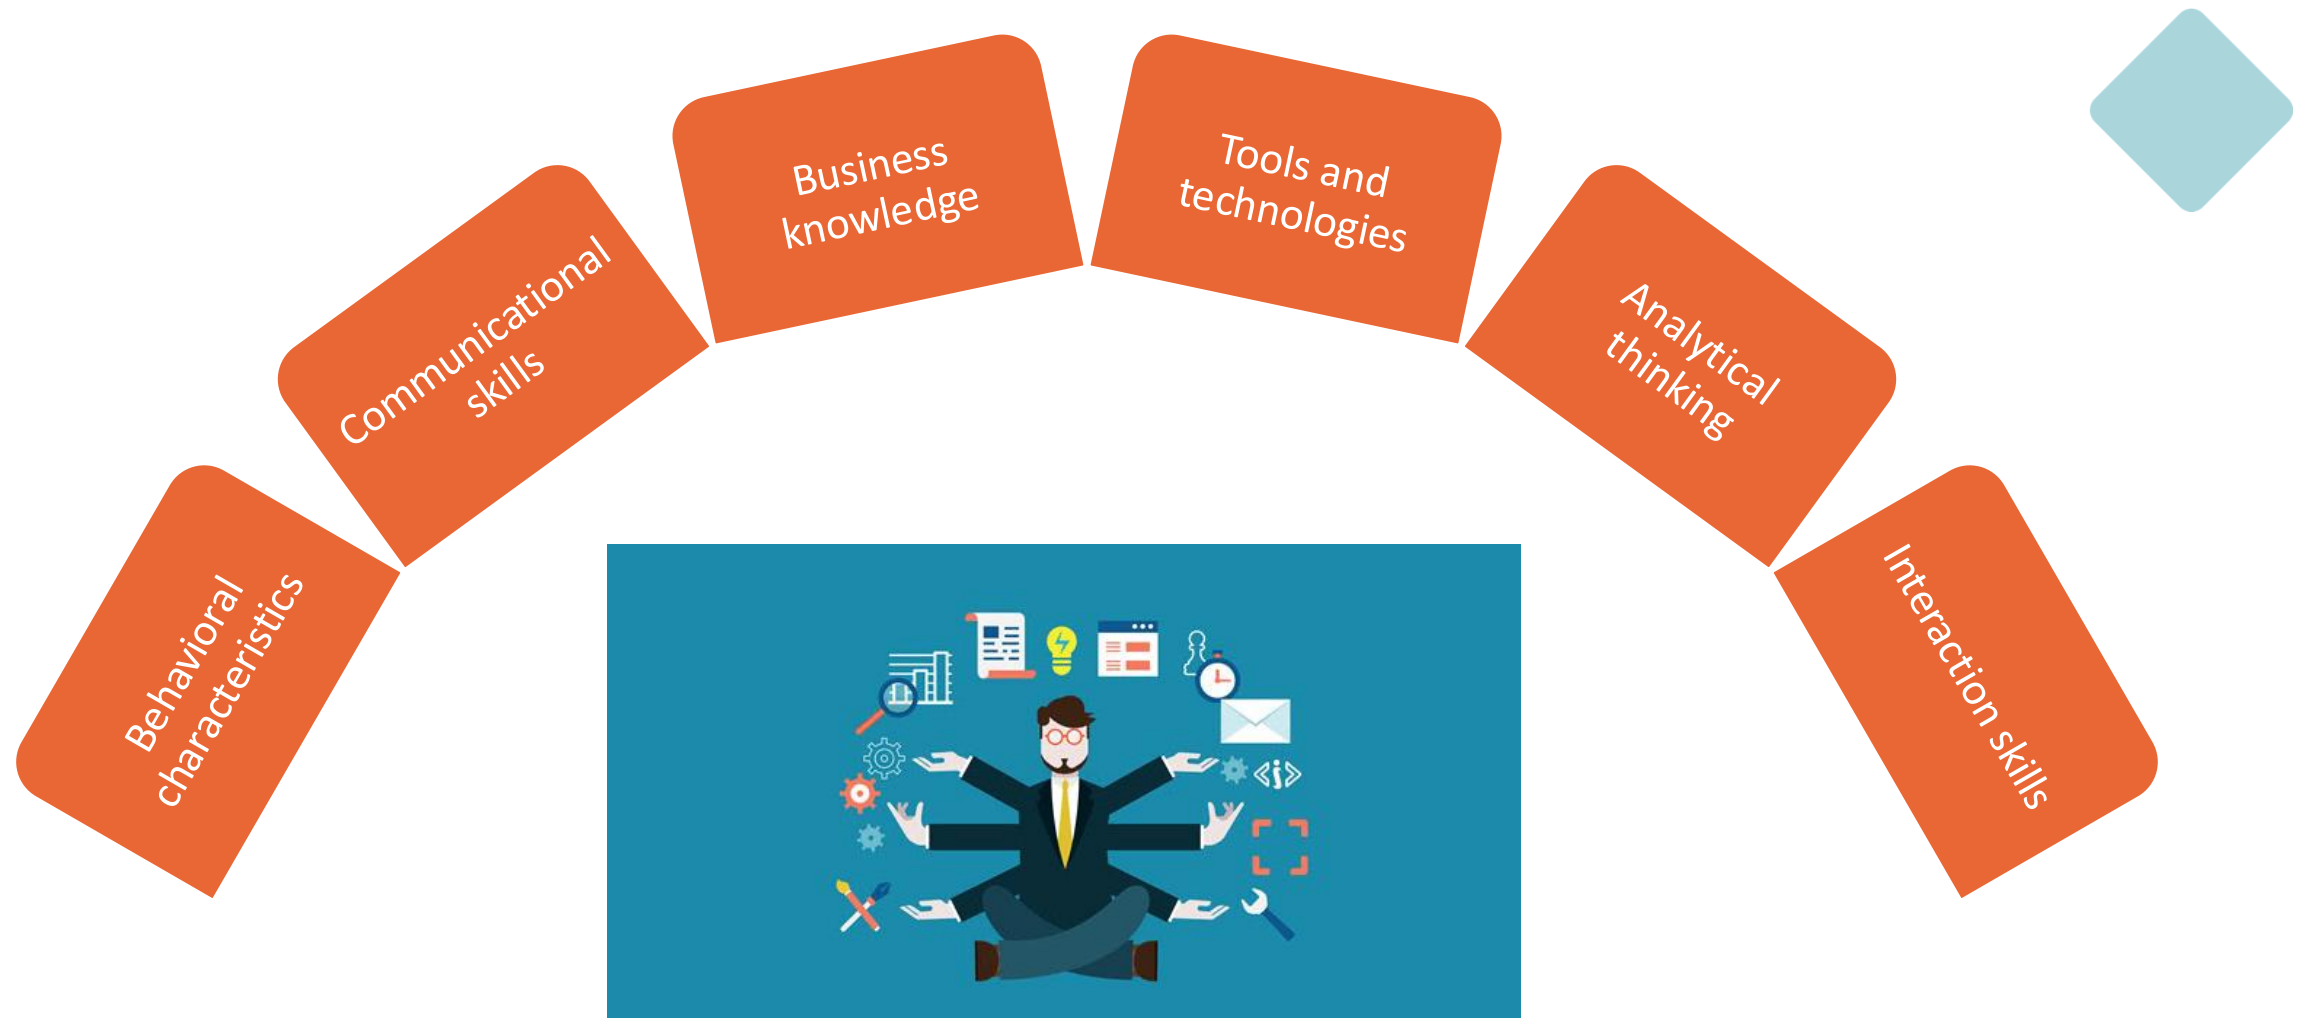 Behavioral
characteristics
Communicational
skills
Business
knowledge
Tools and
technologies
Analytical
thinking
Interaction skills